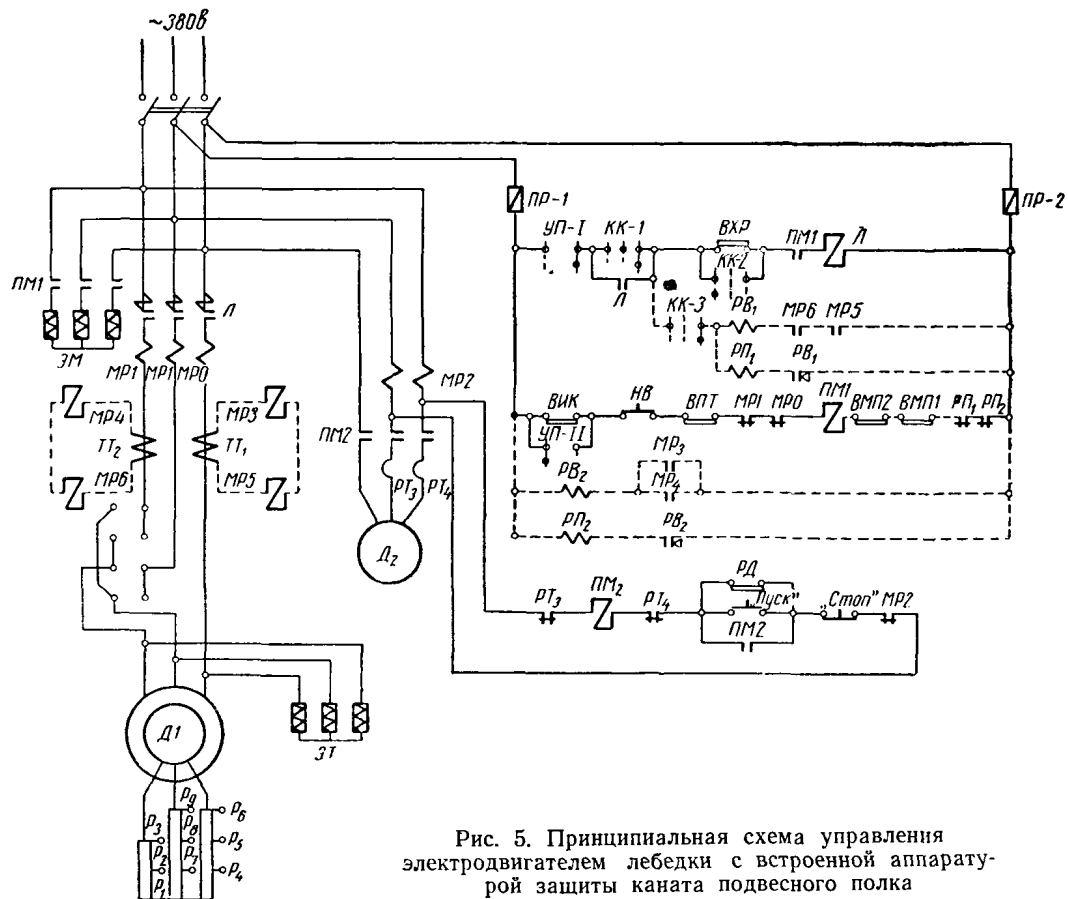 ~380в
ПР-1
ПР-2
УП-I
КК-1
ВХР
ПМ1
Л
КК-2
Л
КК-3
РВ₁
МР6
МР5
РП₁
РВ₁
ПМ1
Л
ЭМ
МР1
МР1
МР0
МР2
МР4
ТТ₂
МР6
МР3
ТТ₁
МР5
ПМ2
РТ₃
РТ₄
Д₂
ВИК
НВ
ВПТ
МР1
МР0
ПМ1
ВМП2
ВМП1
РП₁
РП₂
УП-II
МР₃
РВ₂
МР₄
РП₂
РВ₂
РТ₃
ПМ₂
РТ₄
РД
„Пуск"
ПМ2
„Стоп"
МР2
Д1
ЭТ
Р₃
Р₂
Р₁
Р₉
Р₈
Р₇
Р₆
Р₅
Р₄
Рис. 5. Принципиальная схема управления
электродвигателем лебедки с встроенной аппарату-
рой защиты каната подвесного полка